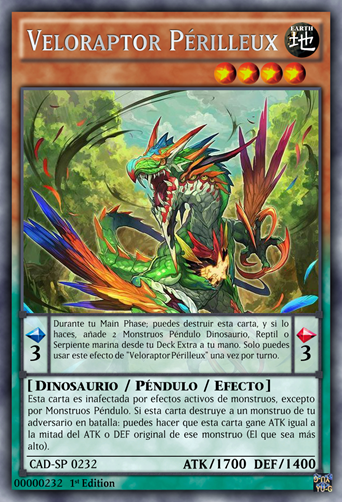 VELORAPTOR PÉRILLEUX
EARTH
地
Durante tu Main Phase; puedes destruir esta carta, y si lo
haces, añade 2 Monstruos Péndulo Dinosaurio, Reptil o
Serpiente marina desde tu Deck Extra a tu mano. Solo puedes
usar este efecto de "Veloraptor Périlleux" una vez por turno.
3
3
[ DINOSAURIO / PÉNDULO / EFECTO ]
Esta carta es inafectada por efectos activos de monstruos, excepto
por Monstruos Péndulo. Si esta carta destruye a un monstruo de tu
adversario en batalla: puedes hacer que esta carta gane ATK igual a
la mitad del ATK o DEF original de ese monstruo (El que sea más
alto).
CAD-SP 0232
ATK/1700 DEF/1400
00000232
1st Edition